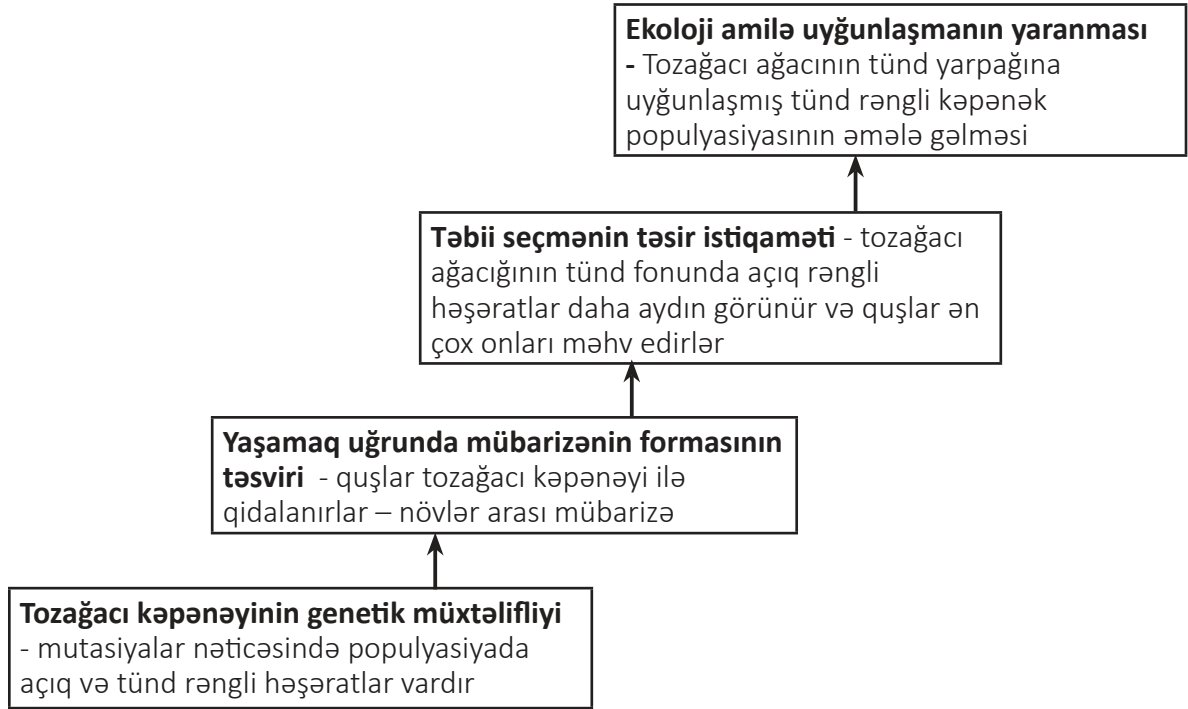 Ekoloji amilə uyğunlaşmanın yaranması
- Tozağacı ağacının tünd yarpağına
uyğunlaşmış tünd rəngli kəpənək
populyasiyasının əmələ gəlməsi
Təbii seçmənin təsir istiqaməti - tozağacı
ağacığının tünd fonunda açıq rəngli
həşəratlar daha aydın görünür və quşlar ən
çox onları məhv edirlər
Yaşamaq uğrunda mübarizənin formasının
təsviri - quşlar tozağacı kəpənəyi ilə
qidalanırlar – növlər arası mübarizə
Tozağacı kəpənəyinin genetik müxtəlifliyi
- mutasiyalar nəticəsində populyasiyada
açıq və tünd rəngli həşəratlar vardır